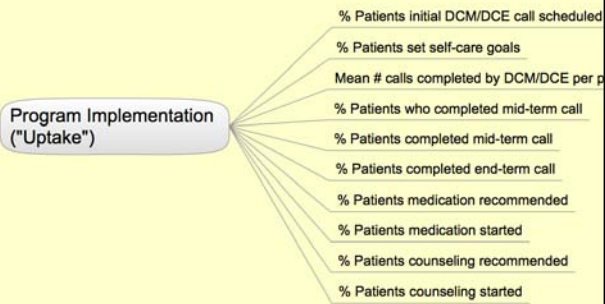 % Patients initial DCM/DCE call scheduled
% Patients set self-care goals
Mean # calls completed by DCM/DCE per
% Patients who completed mid-term call
Program Implementation
("Uptake")
% Patients completed mid-term call
% Patients completed end-term call
% Patients medication recommended
% Patients medication started
% Patients counseling recommended
% Patients counseling started